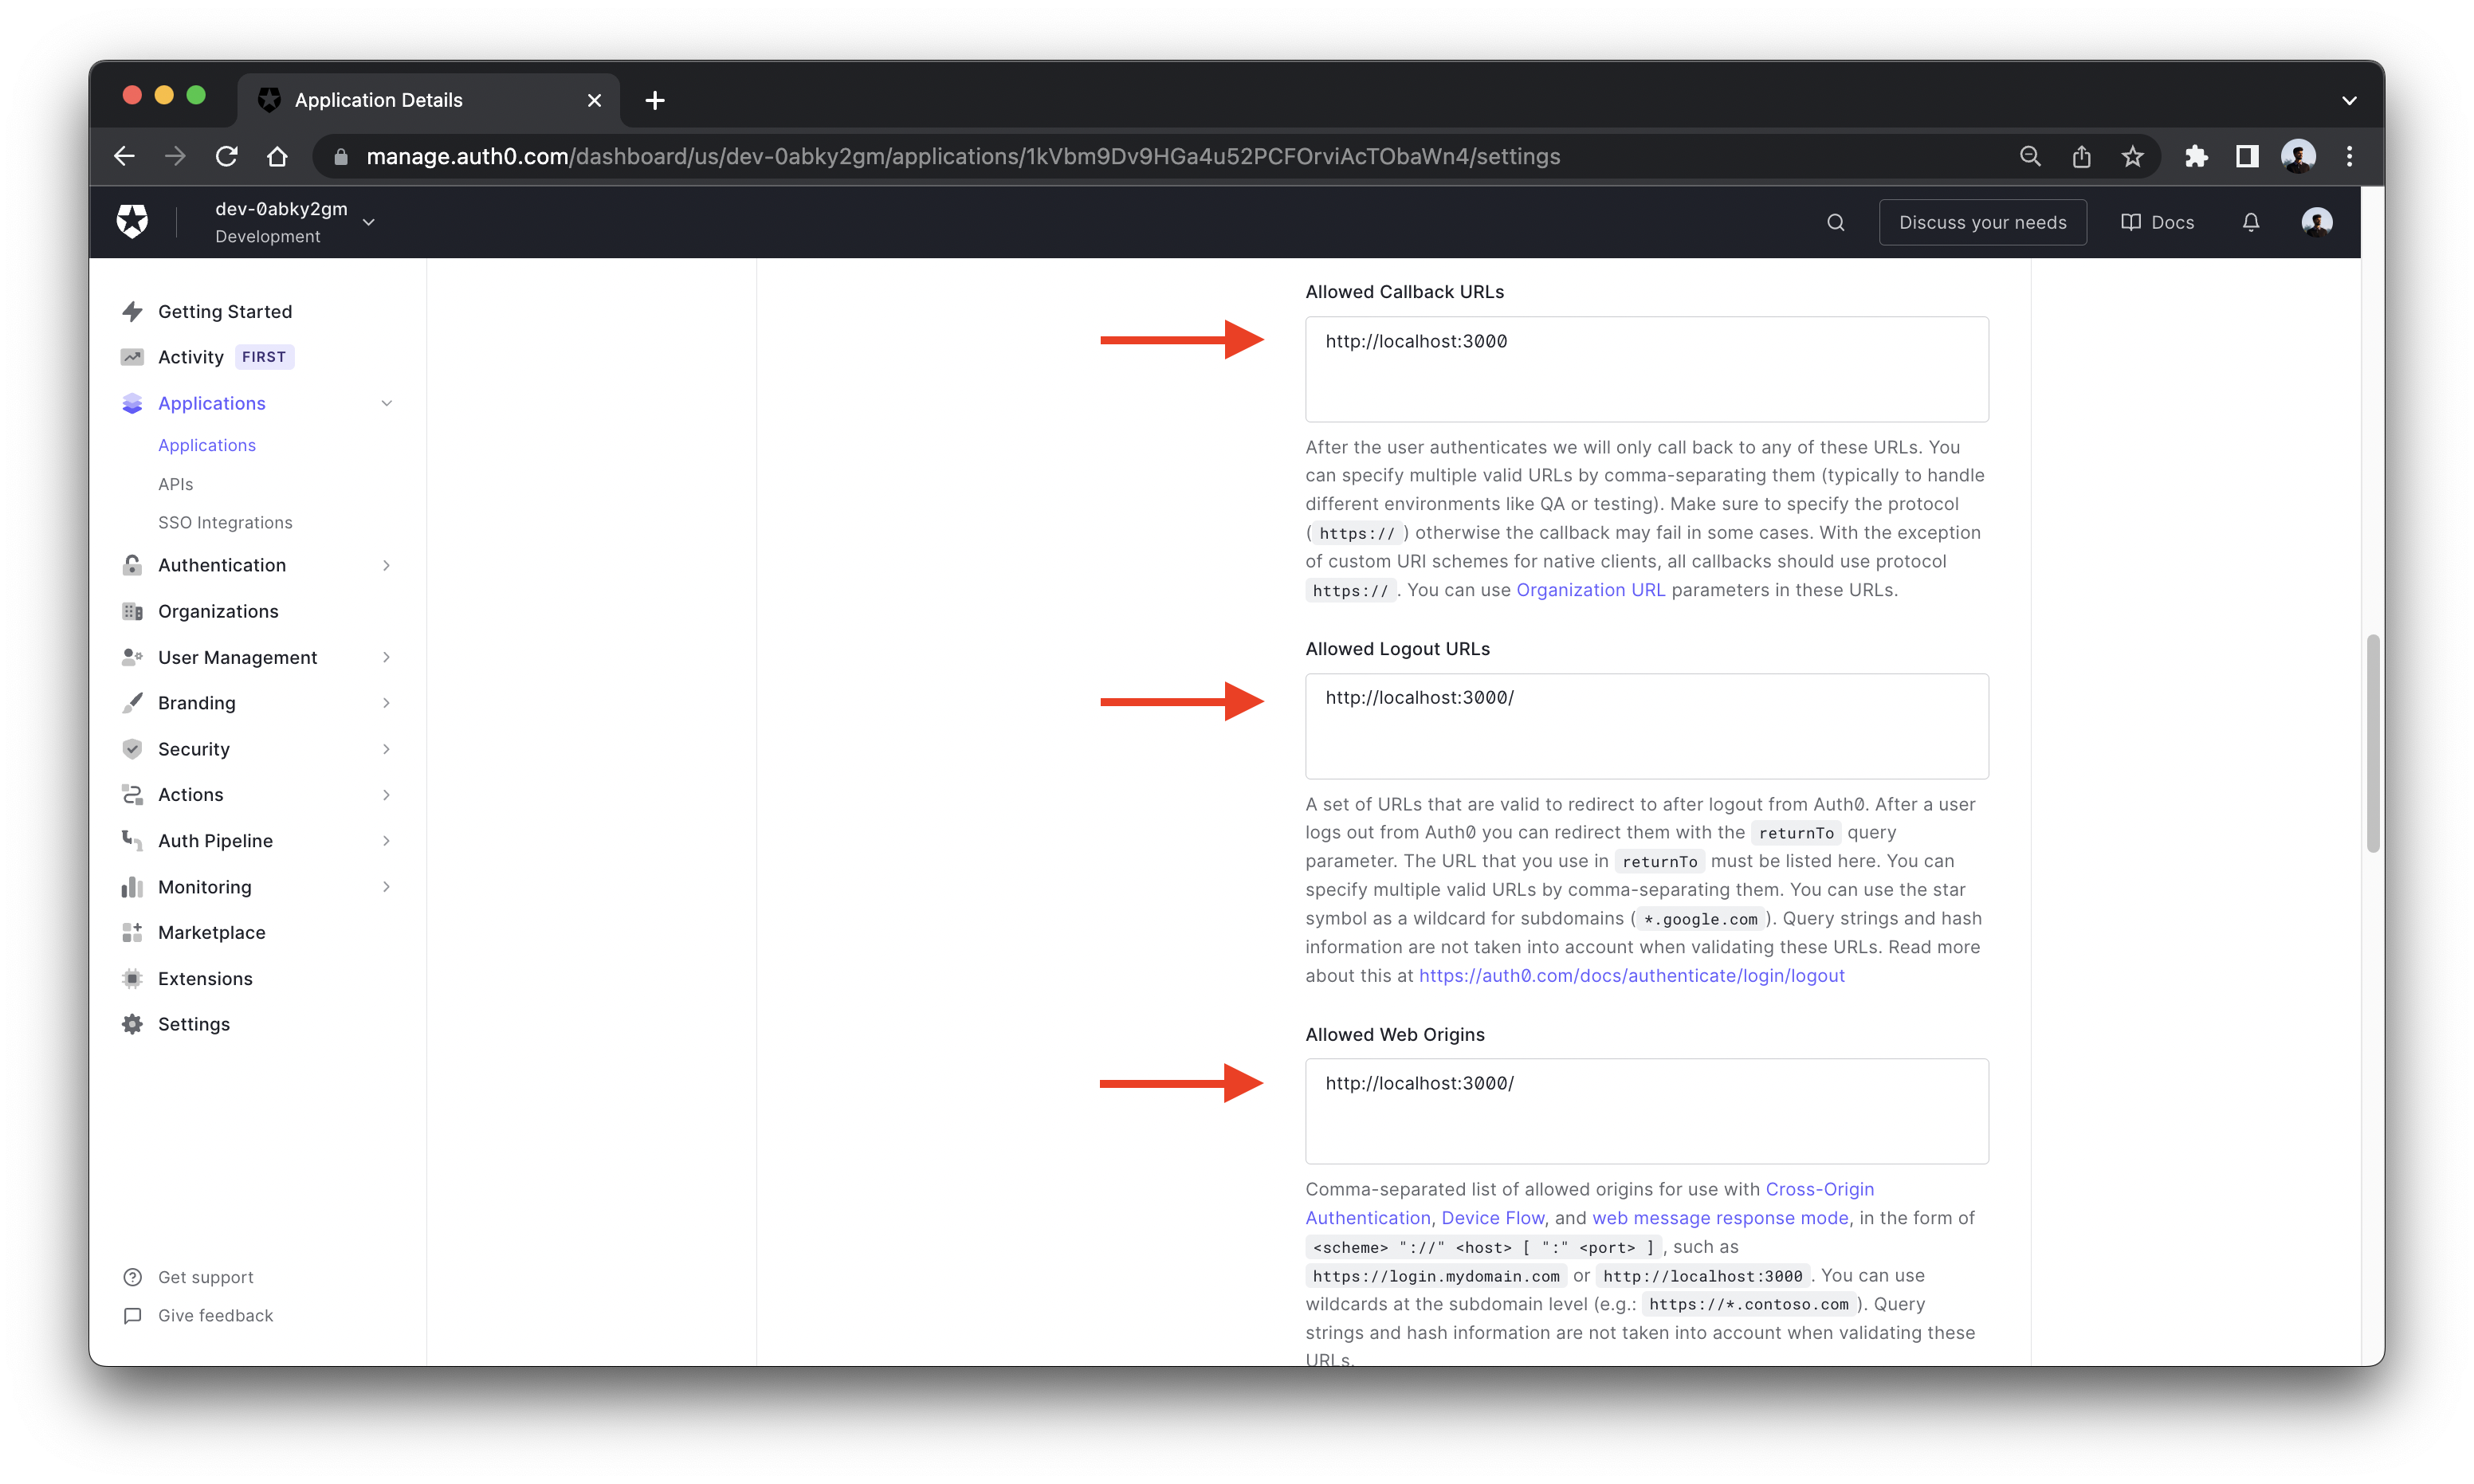 Application Details
manage.auth0.com/dashboard/us/dev-0abky2gm/applications/1kVbm9Dv9HGa4u52PCFOrviAcTObaWn4/settings
dev-0abky2gm
Development
Discuss your needs
Docs
Getting Started
Activity FIRST
Applications
Applications
APIs
SSO Integrations
Authentication
Organizations
User Management
Branding
Security
Actions
Auth Pipeline
Monitoring
Marketplace
Extensions
Settings
Get support
Give feedback
Allowed Callback URLs
http://localhost:3000
After the user authenticates we will only call back to any of these URLs. You
can specify multiple valid URLs by comma-separating them (typically to handle
different environments like QA or testing). Make sure to specify the protocol
( https:// ) otherwise the callback may fail in some cases. With the exception
of custom URI schemes for native clients, all callbacks should use protocol
https:// . You can use Organization URL parameters in these URLs.
Allowed Logout URLs
http://localhost:3000/
A set of URLs that are valid to redirect to after logout from Auth0. After a user
logs out from Auth0 you can redirect them with the returnTo query
parameter. The URL that you use in returnTo must be listed here. You can
specify multiple valid URLs by comma-separating them. You can use the star
symbol as a wildcard for subdomains ( *.google.com ). Query strings and hash
information are not taken into account when validating these URLs. Read more
about this at https://auth0.com/docs/authenticate/login/logout
Allowed Web Origins
http://localhost:3000/
Comma-separated list of allowed origins for use with Cross-Origin
Authentication, Device Flow, and web message response mode, in the form of
<scheme> "://" <host> [ ":" <port> ] , such as
https://login.mydomain.com or http://localhost:3000 . You can use
wildcards at the subdomain level (e.g.: https://*.contoso.com ). Query
strings and hash information are not taken into account when validating these
URLs.